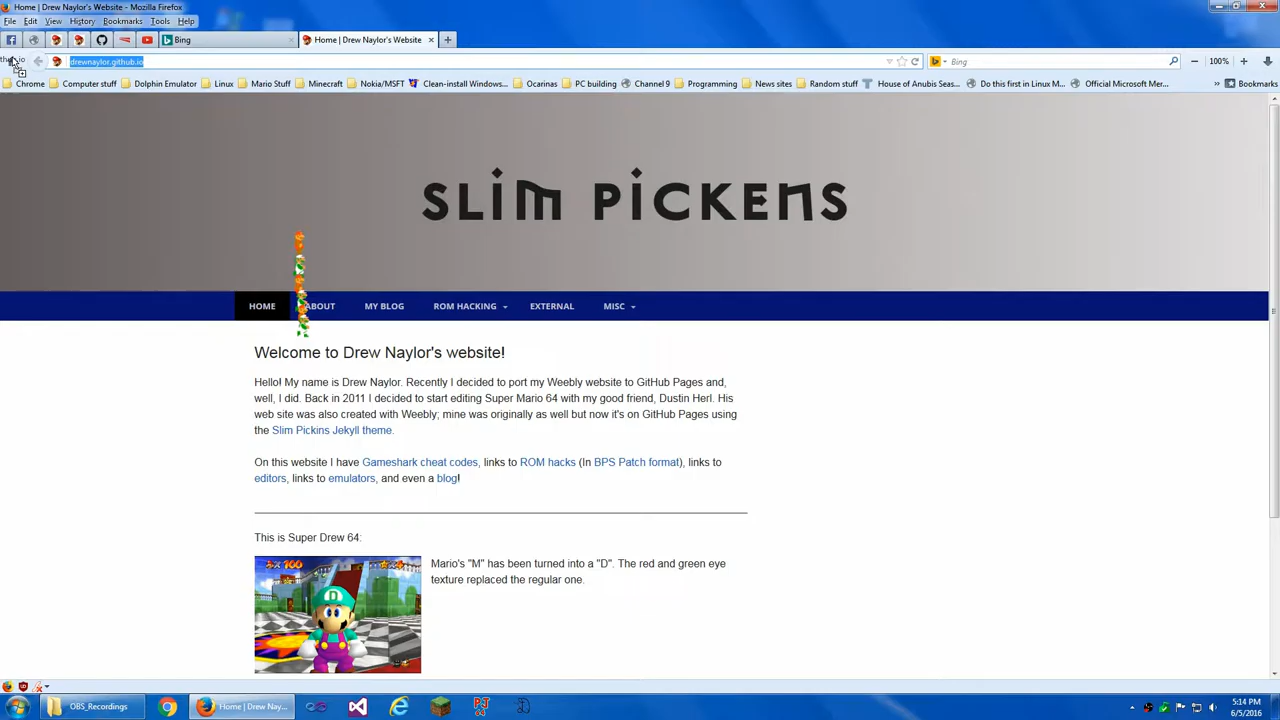 Home | Drew Naylor's Website - Mozilla Firefox
File Edit View History Bookmarks Tools Help
Bing
Home | Drew Naylor's Website
drewnaylor.github.io
Bing
100%
Chrome Computer stuff Dolphin Emulator Linux Mario Stuff Minecraft Nokia/MSFT Clean-install Windows... Ocarinas PC building Channel 9 Programming News sites Random stuff House of Anubis Seas... Do this first in Linux M... Official Microsoft Mer... » Bookmarks
SLIM PICKENS
HOME ABOUT MY BLOG ROM HACKING EXTERNAL MISC
Welcome to Drew Naylor's website!
Hello! My name is Drew Naylor. Recently I decided to port my Weebly website to GitHub Pages and,
well, I did. Back in 2011 I decided to start editing Super Mario 64 with my good friend, Dustin Herl. His
web site was also created with Weebly; mine was originally as well but now it's on GitHub Pages using
the Slim Pickins Jekyll theme.
On this website I have Gameshark cheat codes, links to ROM hacks (In BPS Patch format), links to
editors, links to emulators, and even a blog!
This is Super Drew 64:
Mario's "M" has been turned into a "D". The red and green eye
texture replaced the regular one.
D
OBS_Recordings
Home | Drew Nay...
5:14 PM
6/5/2016